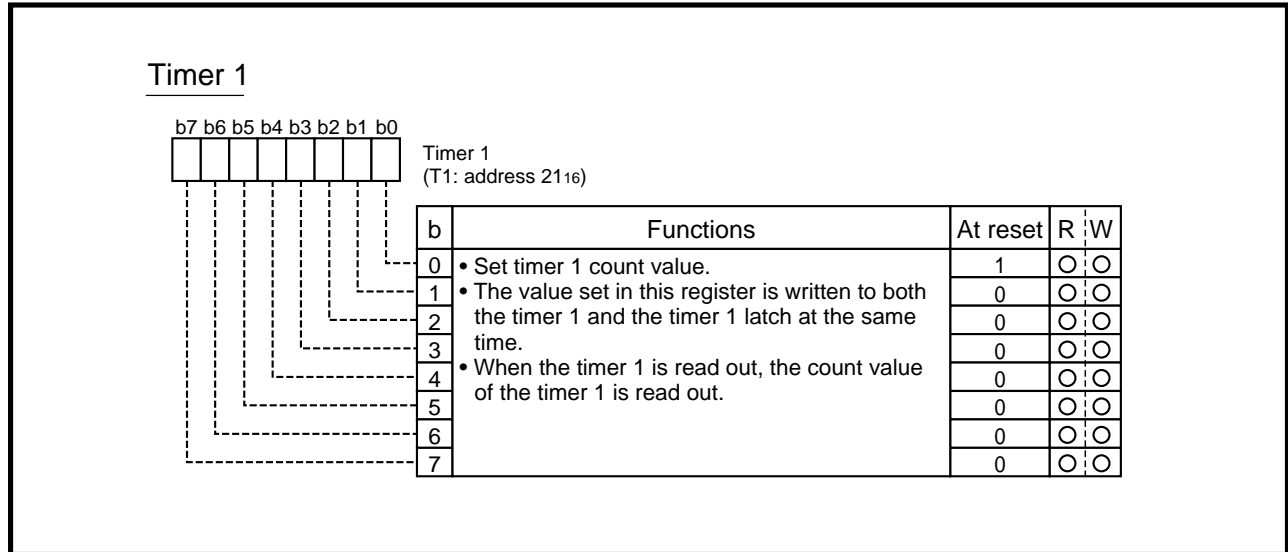 Timer 1
b7 b6 b5 b4 b3 b2 b1 b0
Timer 1
(T1: address 2116)
b Functions At reset R W
0 • Set timer 1 count value. 1 O O
1 • The value set in this register is written to both 0 O O
2 the timer 1 and the timer 1 latch at the same 0 O O
3 time. 0 O O
4 • When the timer 1 is read out, the count value 0 O O
5 of the timer 1 is read out. 0 O O
6 0 O O
7 0 O O